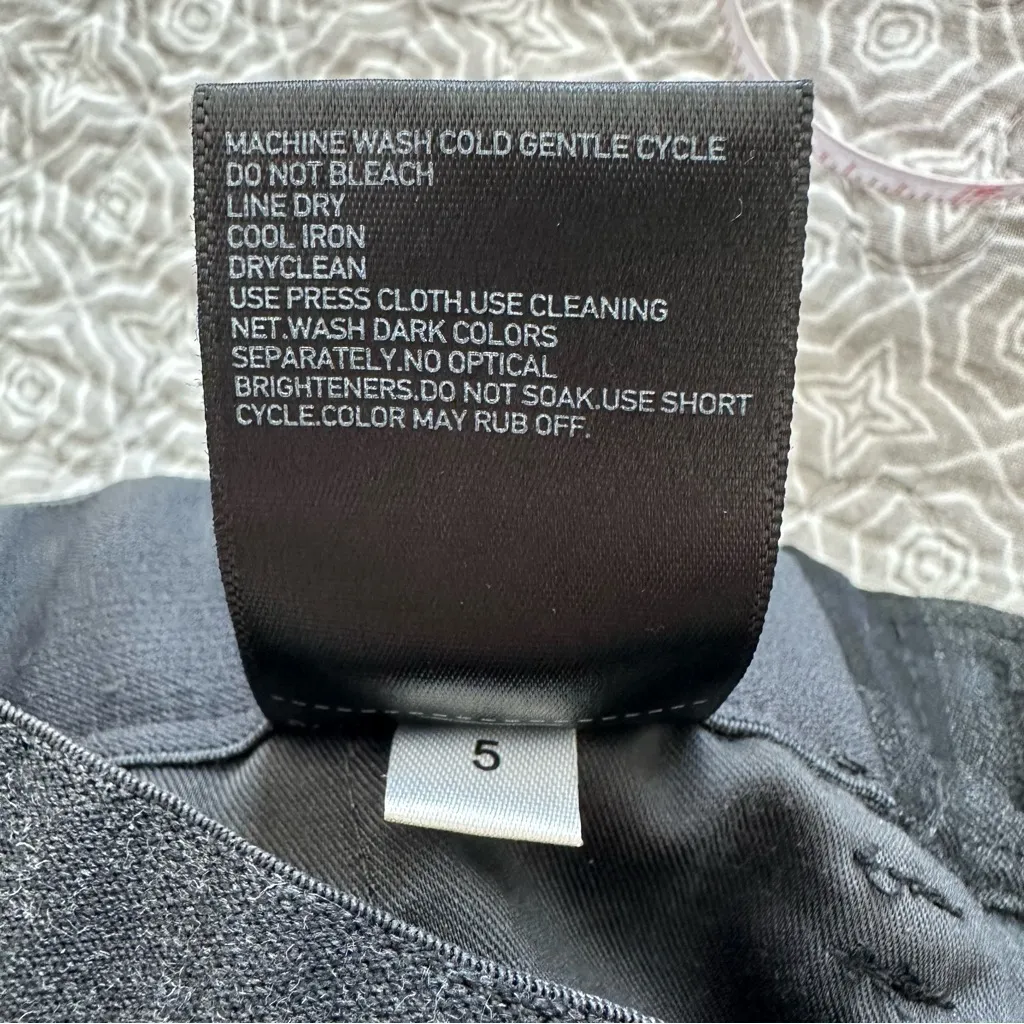 MACHINE WASH COLD GENTLE CYCLE
DO NOT BLEACH
LINE DRY
COOL IRON
DRYCLEAN
USE PRESS CLOTH.USE CLEANING
NET.WASH DARK COLORS
SEPARATELY.NO OPTICAL
BRIGHTENERS.DO NOT SOAK.USE SHORT
CYCLE.COLOR MAY RUB OFF.
5